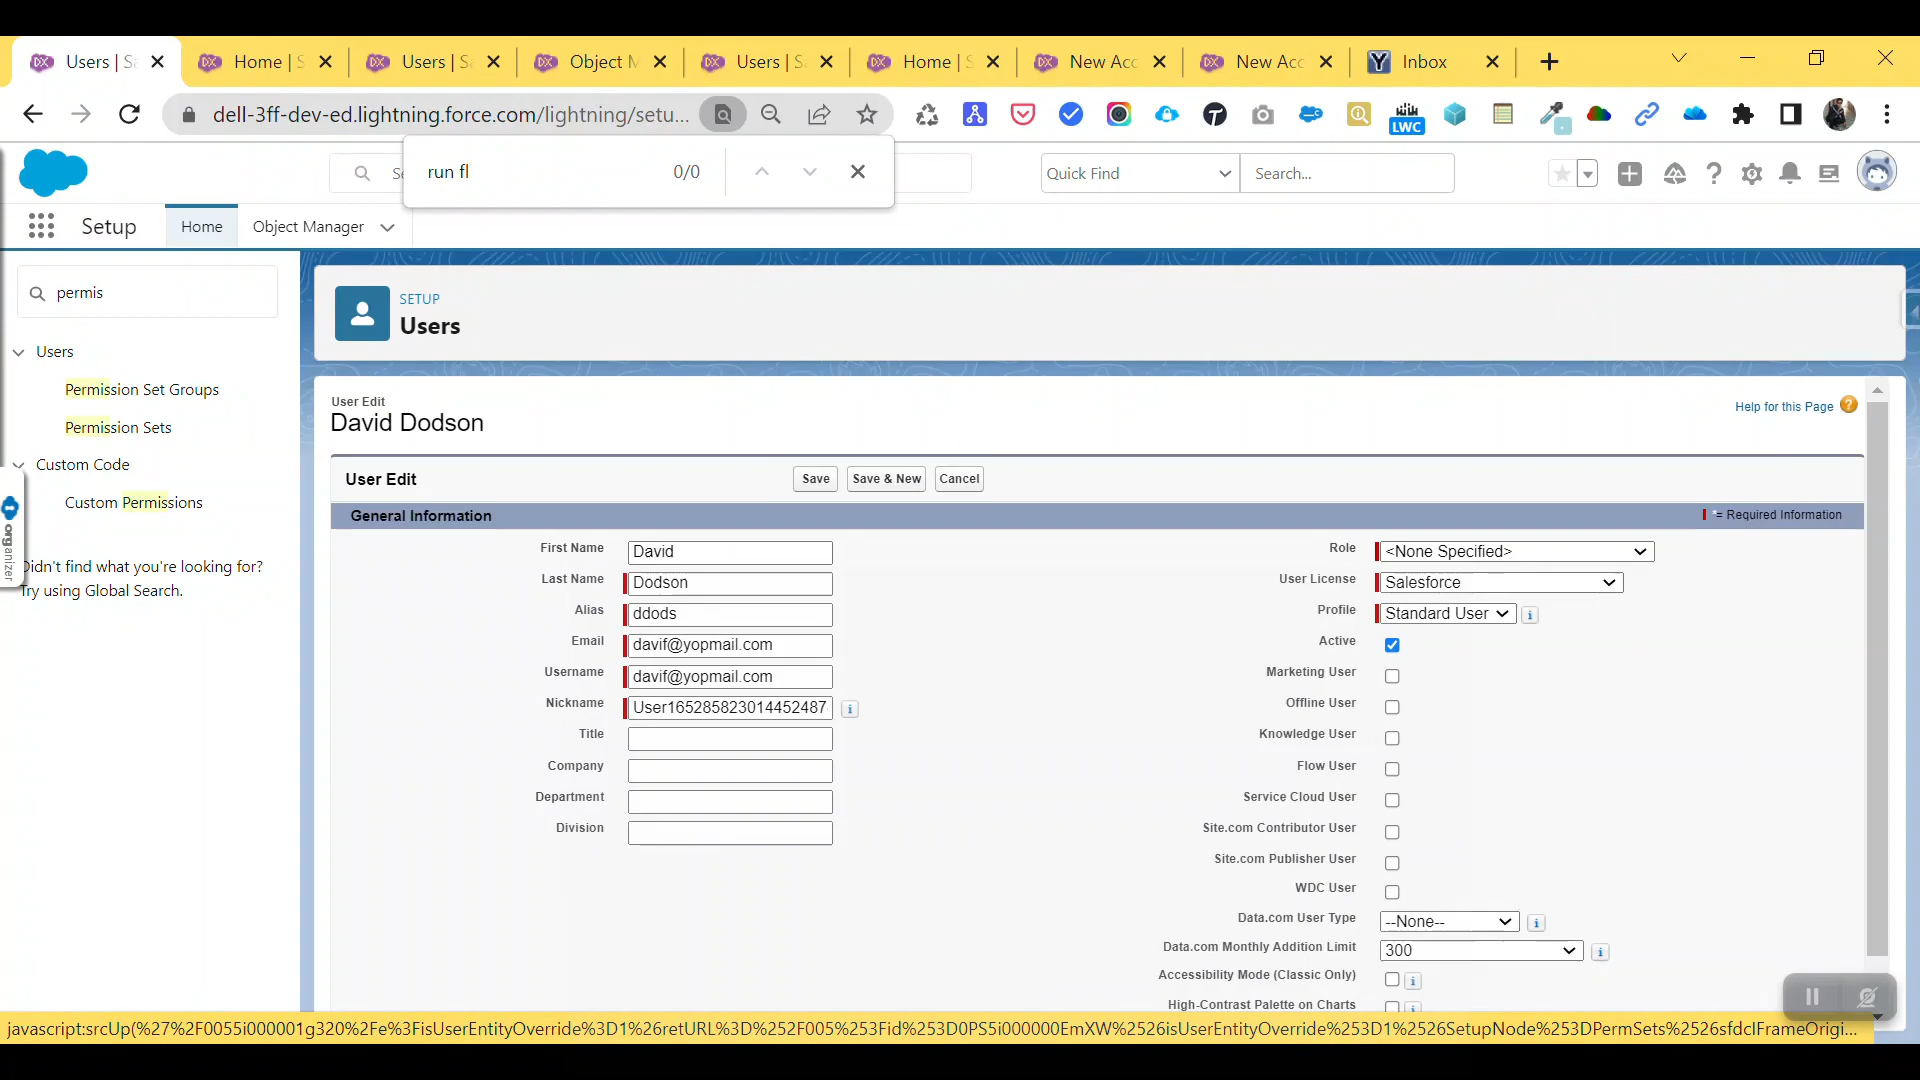 Users | S
Home | S
Users | S
Object M
Users | S
Home | S
New Acc
New Acc
Inbox
dell-3ff-dev-ed.lightning.force.com/lightning/setu...
LWC
run fl
0/0
Se
Quick Find
Search...
Setup
Home
Object Manager
permis
Users
Permission Set Groups
Permission Sets
Custom Code
Custom Permissions
Didn't find what you're looking for?
Try using Global Search.
organizer
SETUP
Users
User Edit
David Dodson
Help for this Page
User Edit
Save
Save & New
Cancel
General Information
= Required Information
First Name David
Last Name Dodson
Alias ddods
Email davif@yopmail.com
Username davif@yopmail.com
Nickname User165285823014452487
Title
Company
Department
Division
Role <None Specified>
User License Salesforce
Profile Standard User
Active
Marketing User
Offline User
Knowledge User
Flow User
Service Cloud User
Site.com Contributor User
Site.com Publisher User
WDC User
Data.com User Type --None--
Data.com Monthly Addition Limit 300
Accessibility Mode (Classic Only)
High-Contrast Palette on Charts
javascript:srcUp(%27%2F0055i000001g320%2Fe%3FisUserEntityOverride%3D1%26retURL%3D%252F005%253Fid%253D0PS5i000000EmXW%2526isUserEntityOverride%253D1%2526SetupNode%253DPermSets%2526sfdcIFrameOrigi...